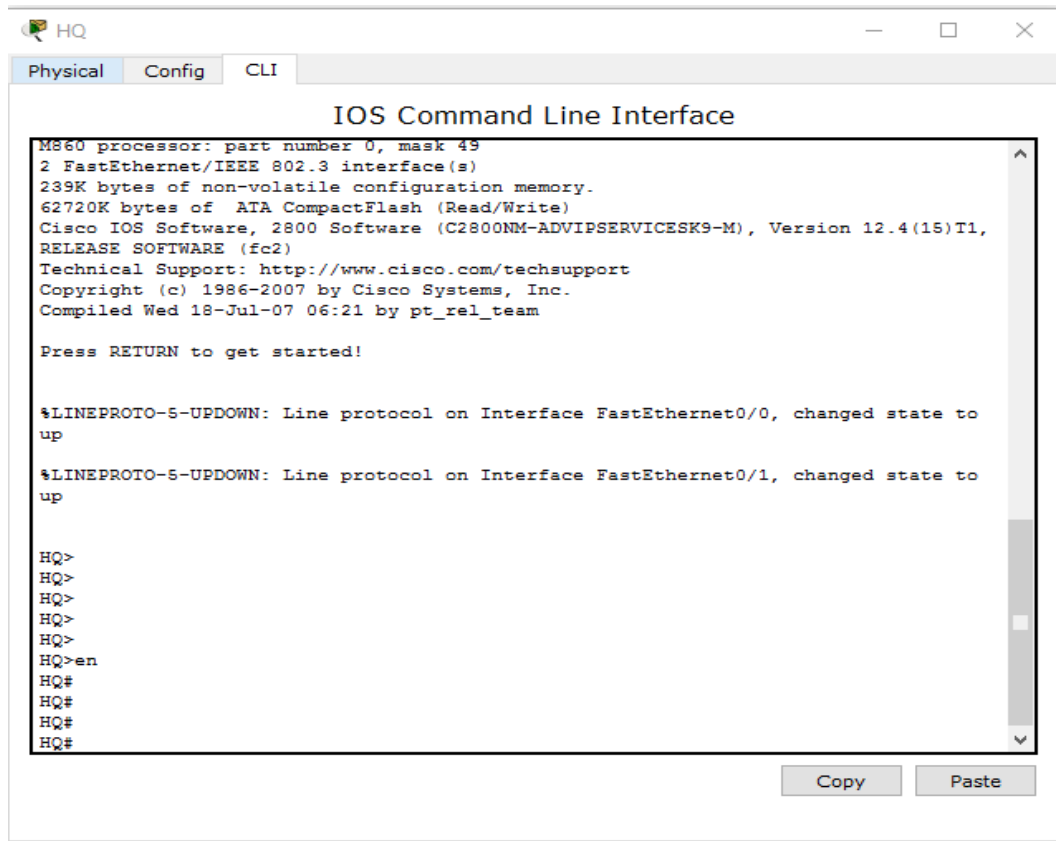 HQ
Physical Config CLI
IOS Command Line Interface
M860 processor: part number 0, mask 49
2 FastEthernet/IEEE 802.3 interface(s)
239K bytes of non-volatile configuration memory.
62720K bytes of  ATA CompactFlash (Read/Write)
Cisco IOS Software, 2800 Software (C2800NM-ADVIPSERVICESK9-M), Version 12.4(15)T1,
RELEASE SOFTWARE (fc2)
Technical Support: http://www.cisco.com/techsupport
Copyright (c) 1986-2007 by Cisco Systems, Inc.
Compiled Wed 18-Jul-07 06:21 by pt_rel_team
Press RETURN to get started!
%LINEPROTO-5-UPDOWN: Line protocol on Interface FastEthernet0/0, changed state to
up
%LINEPROTO-5-UPDOWN: Line protocol on Interface FastEthernet0/1, changed state to
up
HQ>
HQ>
HQ>
HQ>
HQ>
HQ>en
HQ#
HQ#
HQ#
HQ#
Copy Paste